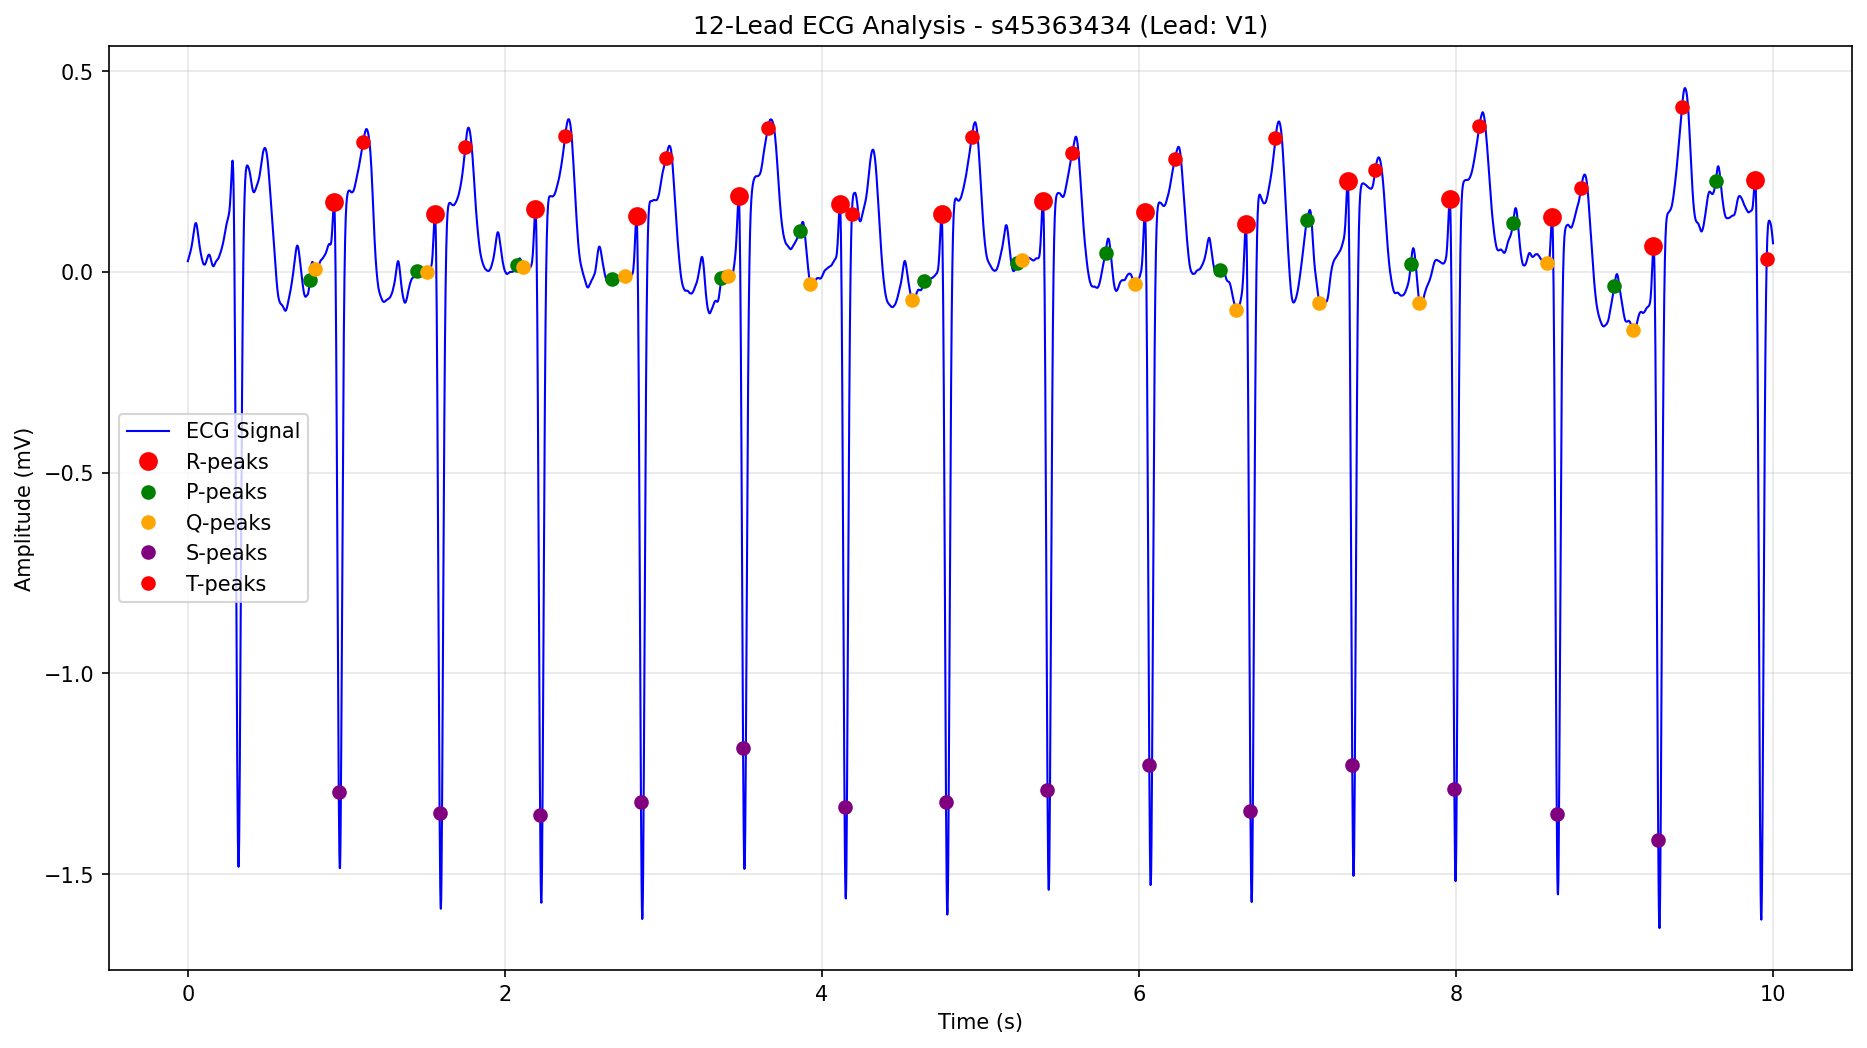 12-Lead ECG Analysis - s45363434 (Lead: V1)
Amplitude (mV)
0.5
0.0
−0.5
−1.0
−1.5
ECG Signal
R-peaks
P-peaks
Q-peaks
S-peaks
T-peaks
0 2 4 6 8 10
Time (s)